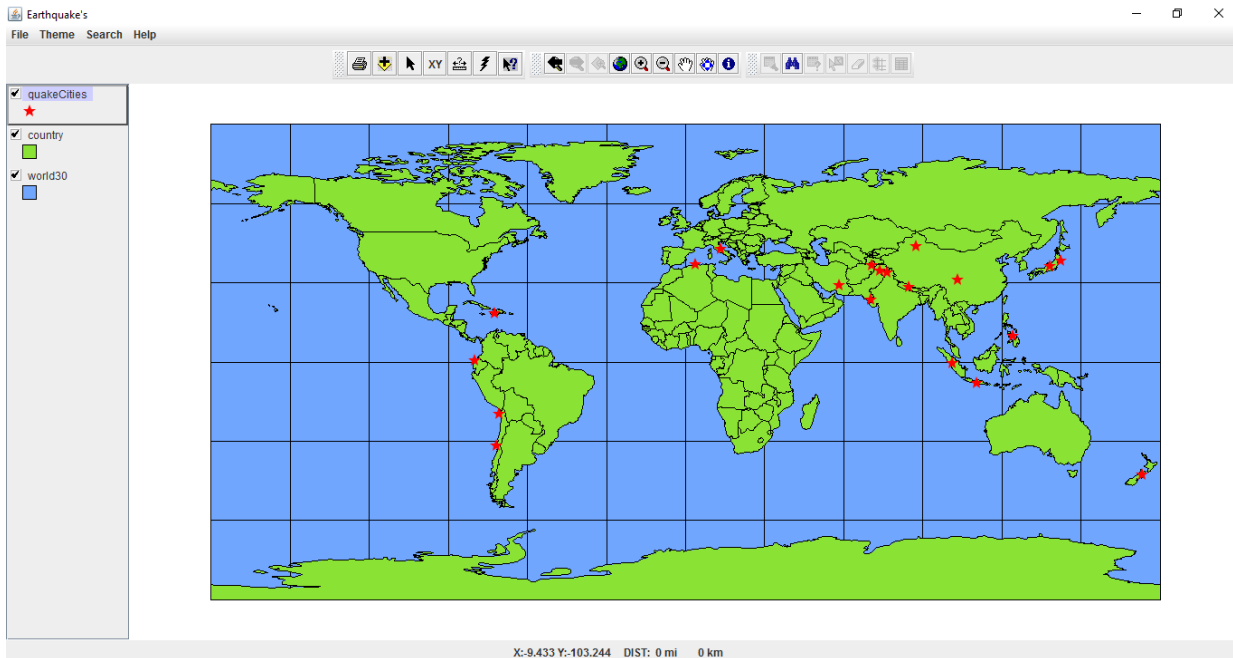 Earthquake's
File Theme Search Help
XY
quakeCities
country
world30
X:-9.433 Y:-103.244 DIST: 0 mi 0 km